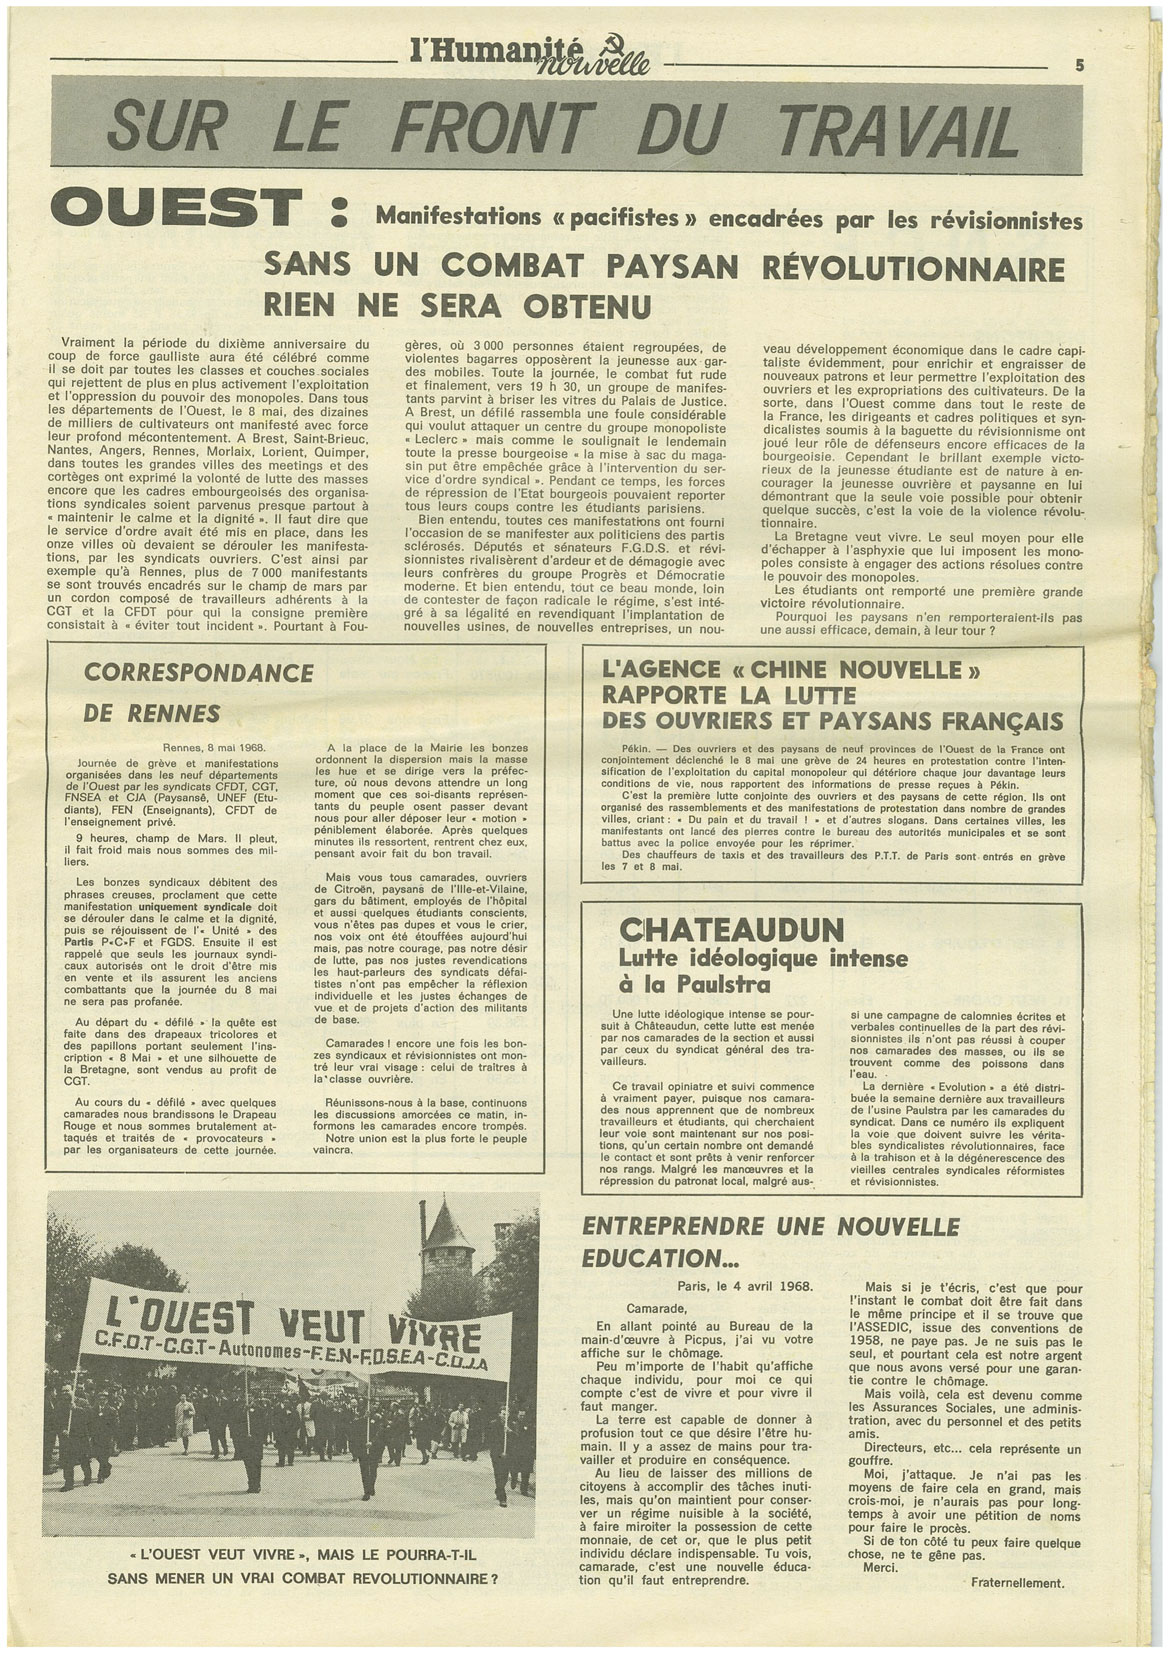 l'Humanité
nouvelle
5
SUR LE FRONT DU TRAVAIL
OUEST : Manifestations « pacifistes » encadrées par les révisionnistes
SANS UN COMBAT PAYSAN RÉVOLUTIONNAIRE
RIEN NE SERA OBTENU
Vraiment la période du dixième anniversaire du
coup de force gaulliste aura été célébré comme
il se doit par toutes les classes et couches sociales
qui rejettent de plus en plus activement l'exploitation
et l'oppression du pouvoir des monopoles. Dans tous
les départements de l'Ouest, le 8 mai, des dizaines
de milliers de cultivateurs ont manifesté avec force
leur profond mécontentement. A Brest, Saint-Brieuc,
Nantes, Angers, Rennes, Morlaix, Lorient, Quimper,
dans toutes les grandes villes des meetings et des
cortèges ont exprimé la volonté de lutte des masses
encore que les cadres embourgeoisés des organisa-
tions syndicales soient parvenus presque partout à
« maintenir le calme et la dignité ». Il faut dire que
le service d'ordre avait été mis en place, dans les
onze villes où devaient se dérouler les manifesta-
tions, par les syndicats ouvriers. C'est ainsi par
exemple qu'à Rennes, plus de 7 000 manifestants
se sont trouvés encadrés sur le champ de mars par
un cordon composé de travailleurs adhérents à la
CGT et la CFDT pour qui la consigne première
consistait à « éviter tout incident ». Pourtant à Fou-
gères, où 3 000 personnes étaient regroupées, de
violentes bagarres opposèrent la jeunesse aux gar-
des mobiles. Toute la journée, le combat fut rude
et finalement, vers 19 h 30, un groupe de manifes-
tants parvint à briser les vitres du Palais de Justice.
A Brest, un défilé rassembla une foule considérable
qui voulut attaquer un centre du groupe monopoliste
« Leclerc » mais comme le soulignait le lendemain
toute la presse bourgeoise « la mise à sac du maga-
sin put être empêchée grâce à l'intervention du ser-
vice d'ordre syndical ». Pendant ce temps, les forces
de répression de l'Etat bourgeois pouvaient reporter
tous leurs coups contre les étudiants parisiens.
Bien entendu, toutes ces manifestations ont fourni
l'occasion de se manifester aux politiciens des partis
sclérosés. Députés et sénateurs F.G.D.S. et révi-
sionnistes rivalisèrent d'ardeur et de démagogie avec
leurs confrères du groupe Progrès et Démocratie
moderne. Et bien entendu, tout ce beau monde, loin
de contester de façon radicale le régime, s'est inté-
gré à sa légalité en revendiquant l'implantation de
nouvelles usines, de nouvelles entreprises, un nou-
veau développement économique dans le cadre capi-
taliste évidemment, pour enrichir et engraisser de
nouveaux patrons et leur permettre l'exploitation des
ouvriers et les expropriations des cultivateurs. De la
sorte, dans l'Ouest comme dans tout le reste de
la France, les dirigeants et cadres politiques et syn-
dicalistes soumis à la baguette du révisionnisme ont
joué leur rôle de défenseurs encore efficaces de la
bourgeoisie. Cependant le brillant exemple victo-
rieux de la jeunesse étudiante est de nature à en-
courager la jeunesse ouvrière et paysanne en lui
démontrant que la seule voie possible pour obtenir
quelque succès, c'est la voie de la violence révolu-
tionnaire.
La Bretagne veut vivre. Le seul moyen pour elle
d'échapper à l'asphyxie que lui imposent les mono-
poles consiste à engager des actions résolues contre
le pouvoir des monopoles.
Les étudiants ont remporté une première grande
victoire révolutionnaire.
Pourquoi les paysans n'en remporteraient-ils pas
une aussi efficace, demain, à leur tour ?
CORRESPONDANCE
DE RENNES
Rennes, 8 mai 1968.
Journée de grève et manifestations
organisées dans les neuf départements
de l'Ouest par les syndicats CFDT, CGT,
FNSEA et CJA (Paysansé, UNEF (Etu-
diants), FEN (Enseignants), CFDT de
l'enseignement privé.
9 heures, champ de Mars. Il pleut,
il fait froid mais nous sommes des mil-
liers.
Les bonzes syndicaux débitent des
phrases creuses, proclament que cette
manifestation uniquement syndicale doit
se dérouler dans le calme et la dignité,
puis se réjouissent de l'« Unité » des
Partis P«C»F et FGDS. Ensuite il est
rappelé que seuls les journaux syndi-
caux autorisés ont le droit d'être mis
en vente et ils assurent les anciens
combattants que la journée du 8 mai
ne sera pas profanée.
Au départ du « défilé » la quête est
faite dans des drapeaux tricolores et
des papillons portant seulement l'ins-
cription « 8 Mai » et une silhouette de
la Bretagne, sont vendus au profit de
CGT.
Au cours du « défilé » avec quelques
camarades nous brandissons le Drapeau
Rouge et nous sommes brutalement at-
taqués et traités de « provocateurs »
par les organisateurs de cette journée.
A la place de la Mairie les bonzes
ordonnent la dispersion mais la masse
les hue et se dirige vers la préfec-
ture, où nous devons attendre un long
moment que ces soi-disants représen-
tants du peuple osent passer devant
nous pour aller déposer leur « motion »
péniblement élaborée. Après quelques
minutes ils ressortent, rentrent chez eux,
pensant avoir fait du bon travail.
Mais vous tous camarades, ouvriers
de Citroën, paysans de l'Ille-et-Vilaine,
gars du bâtiment, employés de l'hôpital
et aussi quelques étudiants conscients,
vous n'êtes pas dupes et vous le crier,
nos voix ont été étouffées aujourd'hui
mais, pas notre courage, pas notre désir
de lutte, pas nos justes revendications
les haut-parleurs des syndicats défai-
tistes n'ont pas empêcher la réflexion
individuelle et les justes échanges de
vue et de projets d'action des militants
de base.
Camarades ! encore une fois les bon-
zes syndicaux et révisionnistes ont mon-
tré leur vrai visage : celui de traîtres à
la classe ouvrière.
Réunissons-nous à la base, continuons
les discussions amorcées ce matin, in-
formons les camarades encore trompés.
Notre union est la plus forte le peuple
vaincra.
L'AGENCE « CHINE NOUVELLE »
RAPPORTE LA LUTTE
DES OUVRIERS ET PAYSANS FRANÇAIS
Pékin. — Des ouvriers et des paysans de neuf provinces de l'Ouest de la France ont
conjointement déclenché le 8 mai une grève de 24 heures en protestation contre l'inten-
sification de l'exploitation du capital monopoleur qui détériore chaque jour davantage leurs
conditions de vie, nous rapportent des informations de presse reçues à Pékin.
C'est la première lutte conjointe des ouvriers et des paysans de cette région. Ils ont
organisé des rassemblements et des manifestations de protestation dans nombre de grandes
villes, criant : « Du pain et du travail ! » et d'autres slogans. Dans certaines villes, les
manifestants ont lancé des pierres contre le bureau des autorités municipales et se sont
battus avec la police envoyée pour les réprimer.
Des chauffeurs de taxis et des travailleurs des P.T.T. de Paris sont entrés en grève
les 7 et 8 mai.
CHATEAUDUN
Lutte idéologique intense
à la Paulstra
Une lutte idéologique intense se pour-
suit à Châteaudun, cette lutte est menée
par nos camarades de la section et aussi
par ceux du syndicat général des tra-
vailleurs.
Ce travail opiniatre et suivi commence
à vraiment payer, puisque nos camara-
des nous apprennent que de nombreux
travailleurs et étudiants, qui cherchaient
leur voie sont maintenant sur nos posi-
tions, qu'un certain nombre ont demandé
le contact et sont prêts à venir renforcer
nos rangs. Malgré les manœuvres et la
répression du patronat local, malgré aus-
si une campagne de calomnies écrites et
verbales continuelles de la part des révi-
sionnistes ils n'ont pas réussi à couper
nos camarades des masses, ou ils se
trouvent comme des poissons dans
l'eau.
La dernière « Evolution » a été distri-
buée la semaine dernière aux travailleurs
de l'usine Paulstra par les camarades du
syndicat. Dans ce numéro ils expliquent
la voie que doivent suivre les vérita-
bles syndicalistes révolutionnaires, face
à la trahison et à la dégénerescence des
vieilles centrales syndicales réformistes
et révisionnistes.
L'OUEST VEUT VIVRE
C.F.D.T-C.G.T-Autonomes-F.E.N-F.D.S.E.A-C.D.J.A
« L'OUEST VEUT VIVRE », MAIS LE POURRA-T-IL
SANS MENER UN VRAI COMBAT REVOLUTIONNAIRE ?
ENTREPRENDRE UNE NOUVELLE
EDUCATION...
Paris, le 4 avril 1968.
Camarade,
En allant pointé au Bureau de la
main-d'œuvre à Picpus, j'ai vu votre
affiche sur le chômage.
Peu m'importe de l'habit qu'affiche
chaque individu, pour moi ce qui
compte c'est de vivre et pour vivre il
faut manger.
La terre est capable de donner à
profusion tout ce que désire l'être hu-
main. Il y a assez de mains pour tra-
vailler et produire en conséquence.
Au lieu de laisser des millions de
citoyens à accomplir des tâches inuti-
les, mais qu'on maintient pour conser-
ver un régime nuisible à la société,
à faire miroiter la possession de cette
monnaie, de cet or, que le plus petit
individu déclare indispensable. Tu vois,
camarade, c'est une nouvelle éduca-
tion qu'il faut entreprendre.
Mais si je t'écris, c'est que pour
l'instant le combat doit être fait dans
le même principe et il se trouve que
l'ASSEDIC, issue des conventions de
1958, ne paye pas. Je ne suis pas le
seul, et pourtant cela est notre argent
que nous avons versé pour une garan-
tie contre le chômage.
Mais voilà, cela est devenu comme
les Assurances Sociales, une adminis-
tration, avec du personnel et des petits
amis.
Directeurs, etc... cela représente un
gouffre.
Moi, j'attaque. Je n'ai pas les
moyens de faire cela en grand, mais
crois-moi, je n'aurais pas pour long-
temps à avoir une pétition de noms
pour faire le procès.
Si de ton côté tu peux faire quelque
chose, ne te gêne pas.
Merci.
Fraternellement.